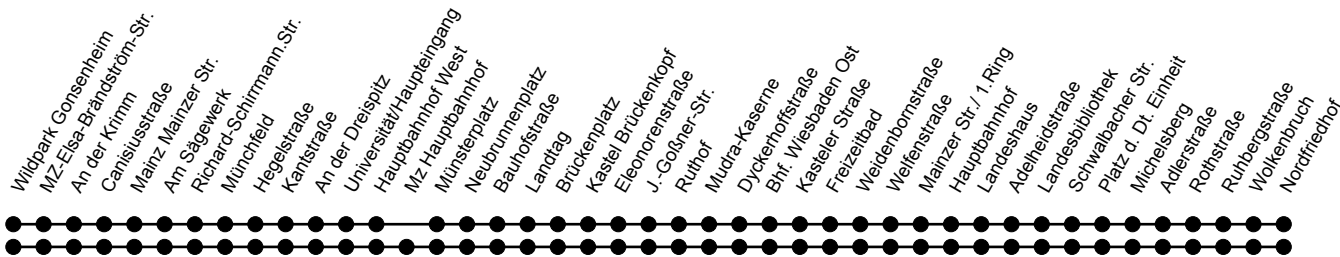 Wildpark Gonsenheim
MZ-Elsa-Brändström-Str.
An der Krimm
Canisiusstraße
Mainz Mainzer Str.
Am Sägewerk
Richard-Schirrmann.Str.
Münchfeld
Hegelstraße
Kantstraße
An der Dreispitz
Universität/Haupteingang
Hauptbahnhof West
Mz Hauptbahnhof
Münsterplatz
Neubrunnenplatz
Bauhofstraße
Landtag
Brückenplatz
Kastel Brückenkopf
Eleonorenstraße
J.-Goßner-Str.
Ruthof
Mudra-Kaserne
Dyckerhoffstraße
Bhf. Wiesbaden Ost
Kasteler Straße
Freizeitbad
Weidenbornstraße
Welfenstraße
Mainzer Str./ 1.Ring
Hauptbahnhof
Landeshaus
Adelheidstraße
Landesbibliothek
Schwalbacher Str.
Platz d. Dt. Einheit
Michelsberg
Adlerstraße
Rothstraße
Ruhbergstraße
Wolkenbruch
Nordfriedhof